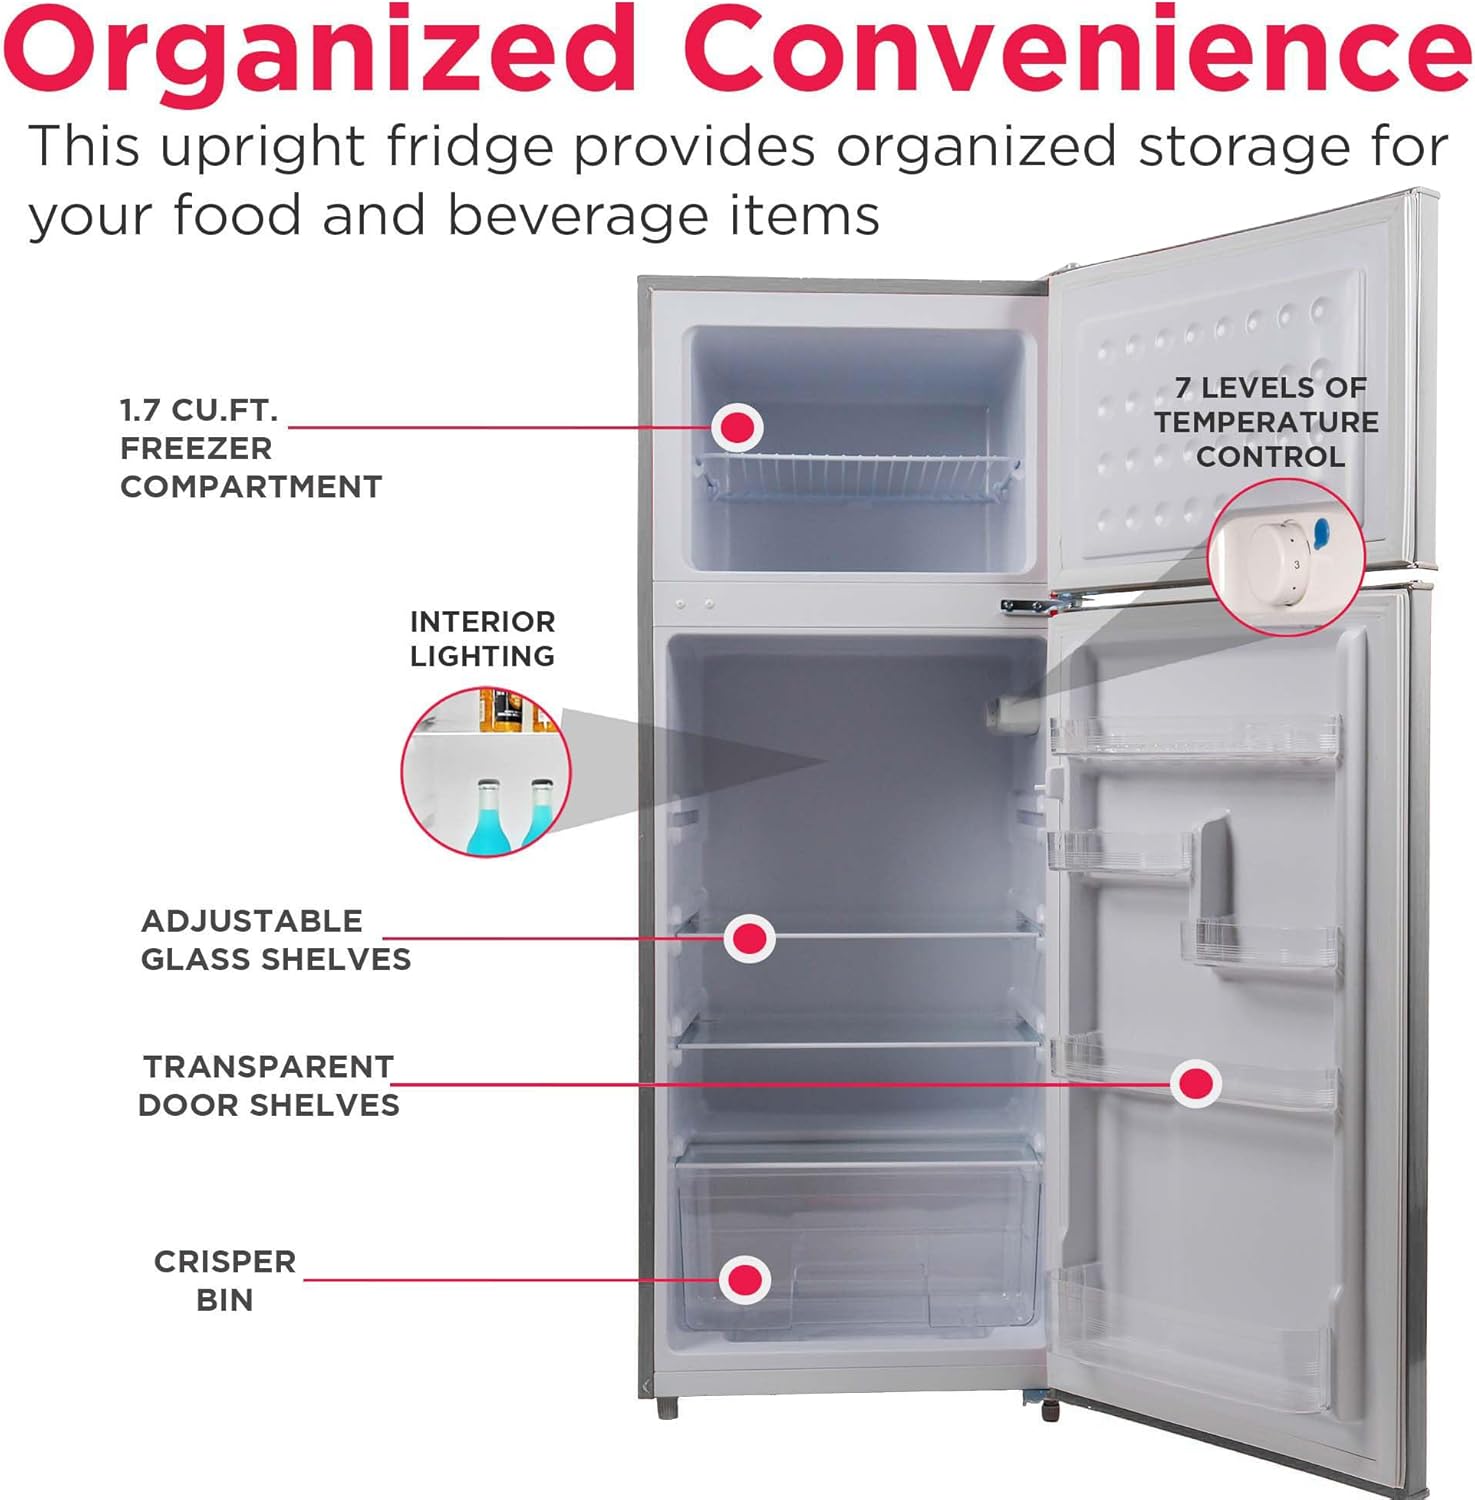 Organized Convenience
This upright fridge provides organized storage for
your food and beverage items
1.7 CU.FT.
FREEZER
COMPARTMENT
7 LEVELS OF
TEMPERATURE
CONTROL
3
INTERIOR
LIGHTING
ADJUSTABLE
GLASS SHELVES
TRANSPARENT
DOOR SHELVES
CRISPER
BIN